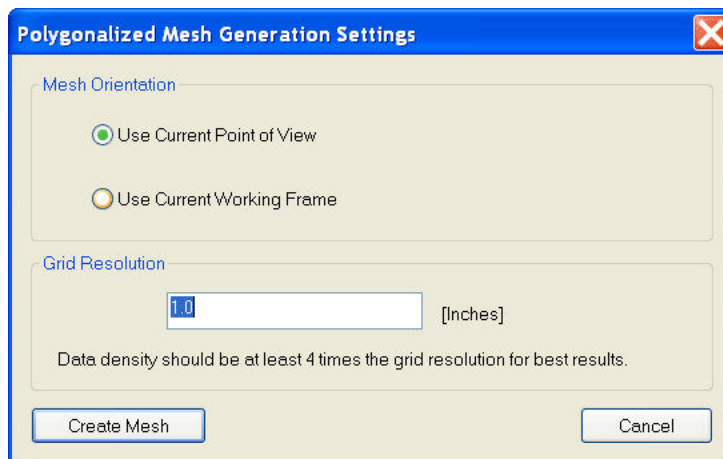 Polygonalized Mesh Generation Settings
Mesh Orientation
Use Current Point of View
Use Current Working Frame
Grid Resolution
1.0 [Inches]
Data density should be at least 4 times the grid resolution for best results.
Create Mesh Cancel